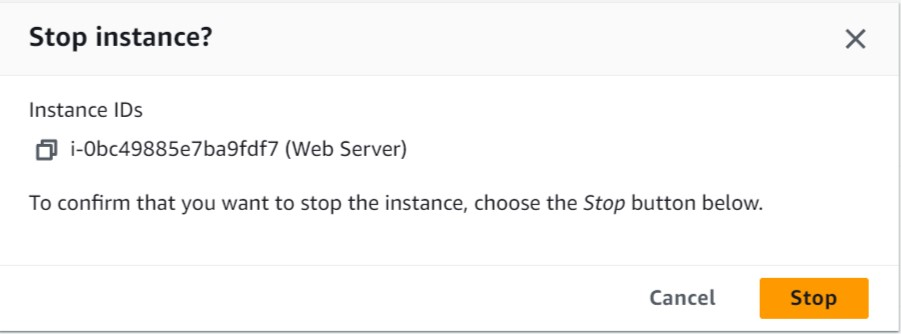 Stop instance?
Instance IDs
i-0bc49885e7ba9fdf7 (Web Server)
To confirm that you want to stop the instance, choose the Stop button below.
Cancel Stop